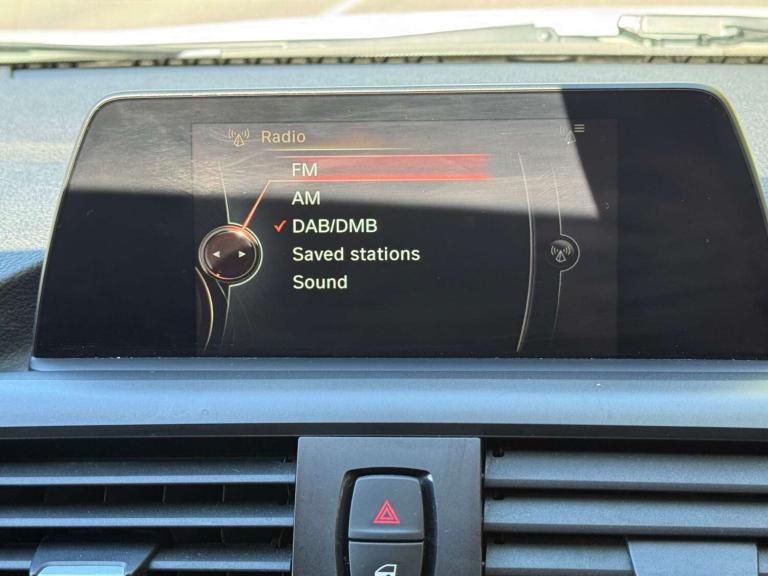 Radio
FM
AM
DAB/DMB
Saved stations
Sound